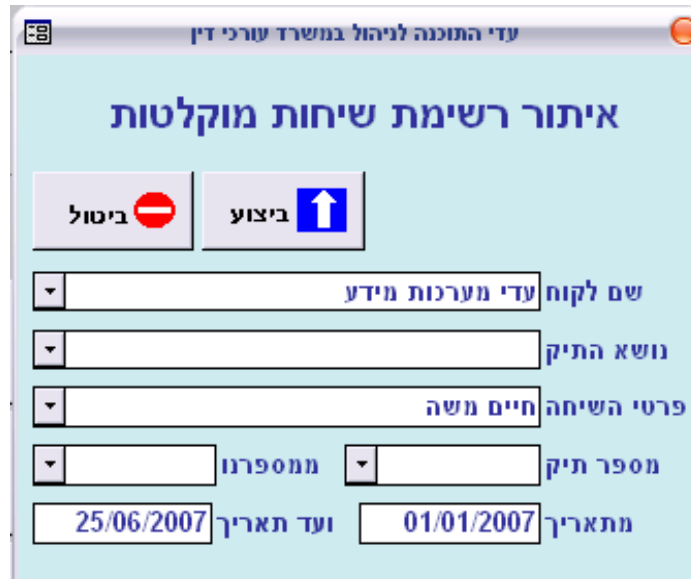 עדי התוכנה לניהול במשרד עורכי דין
איתור רשימת שיחות מוקלטות
ביצוע ביטול
שם לקוח עדי מערכות מידע
נושא התיק
פרטי השיחה חיים משה
מספר תיק ממספרנו
מתאריך 01/01/2007 ועד תאריך 25/06/2007